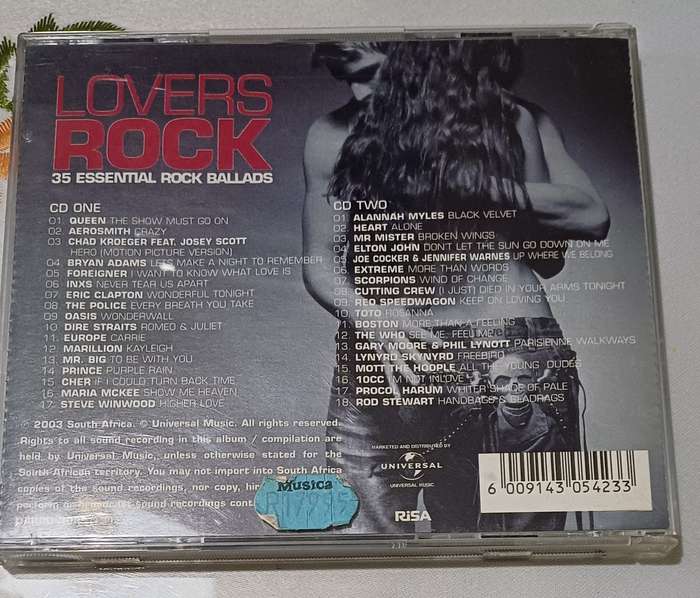 LOVERS
ROCK
35 ESSENTIAL ROCK BALLADS
CD ONE
01 QUEEN THE SHOW MUST GO ON
02 AEROSMITH CRAZY
03 CHAD KROEGER FEAT. JOSEY SCOTT
HERO (MOTION PICTURE VERSION)
04 BRYAN ADAMS LET'S MAKE A NIGHT TO REMEMBER
05 FOREIGNER I WANT TO KNOW WHAT LOVE IS
06 INXS NEVER TEAR US APART
07 ERIC CLAPTON WONDERFUL TONIGHT
08 THE POLICE EVERY BREATH YOU TAKE
09 OASIS WONDERWALL
10 DIRE STRAITS ROMEO & JULIET
11 EUROPE CARRIE
12 MARILLION KAYLEIGH
13 MR. BIG TO BE WITH YOU
14 PRINCE PURPLE RAIN
15 CHER IF I COULD TURN BACK TIME
16 MARIA MCKEE SHOW ME HEAVEN
17 STEVE WINWOOD HIGHER LOVE
CD TWO
01 ALANNAH MYLES BLACK VELVET
02 HEART ALONE
03 MR MISTER BROKEN WINGS
04 ELTON JOHN DON'T LET THE SUN GO DOWN ON ME
05 JOE COCKER & JENNIFER WARNES UP WHERE WE BELONG
06 EXTREME MORE THAN WORDS
07 SCORPIONS WIND OF CHANGE
08 CUTTING CREW (I JUST) DIED IN YOUR ARMS TONIGHT
09 REO SPEEDWAGON KEEP ON LOVING YOU
10 TOTO ROSANNA
11 BOSTON MORE THAN A FEELING
12 THE WHO SEE ME, FEEL ME
13 GARY MOORE & PHIL LYNOTT PARISIENNE WALKWAYS
14 LYNYRD SKYNYRD FREEBIRD
15 MOTT THE HOOPLE ALL THE YOUNG DUDES
16 10CC I'M NOT IN LOVE
17 PROCOL HARUM WHITER SHADE OF PALE
18 ROD STEWART HANDBAGS & GLADRAGS
℗ 2003 South Africa. © Universal Music. All rights reserved.
Rights to all sound recording in this album / compilation are
held by Universal Music, unless otherwise stated for the
South African territory. You may not import into South Africa
copies of the sound recordings, nor copy, hir
perform or broadcast sound recordings cont
Musica
MARKETED AND DISTRIBUTED BY
UNIVERSAL
UNIVERSAL MUSIC
RiSA
6 009143 054233